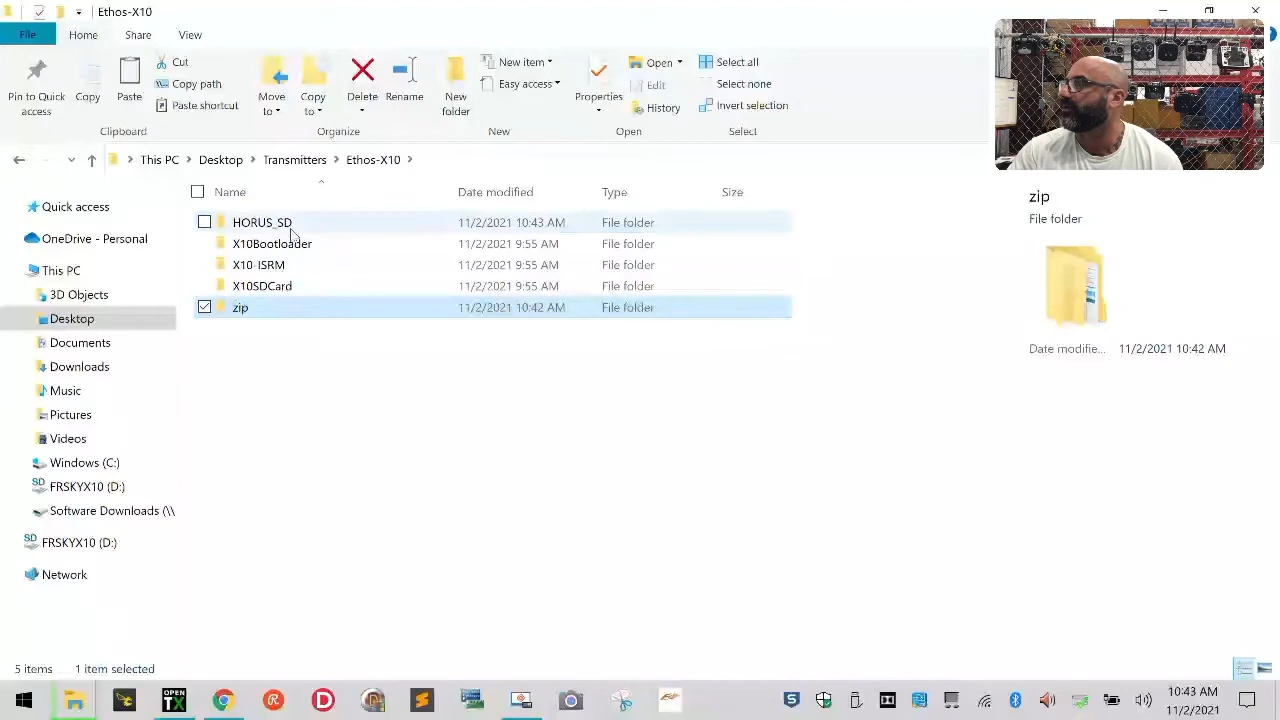 Ethos-X10
File
Home
Share
View
Pin to Quick access
Copy
Paste
Cut
Copy path
Paste shortcut
Clipboard
Move to
Copy to
Delete
Rename
Organize
New folder
New item
Easy access
New
Properties
Open
Edit
History
Open
Select all
Select none
Invert selection
Select
This PC > Desktop > Transmitters > Ethos-X10 >
Name Date modified Type Size
HORUS_SD 11/2/2021 10:43 AM File folder
X10Bootloader 11/2/2021 9:55 AM File folder
X10-ISRM 11/2/2021 9:55 AM File folder
X10SDCard 11/2/2021 9:55 AM File folder
zip 11/2/2021 10:42 AM File folder
Quick access
OneDrive - Personal
This PC
3D Objects
Desktop
Documents
Downloads
Music
Pictures
Videos
Windows (C:)
SD FRSKYX10 (D:)
Software Downloads (\\
SD FRSKYX10 (D:)
Network
zip
File folder
Date modifie... 11/2/2021 10:42 AM
5 items 1 item selected
OPEN TX
10:43 AM
11/2/2021